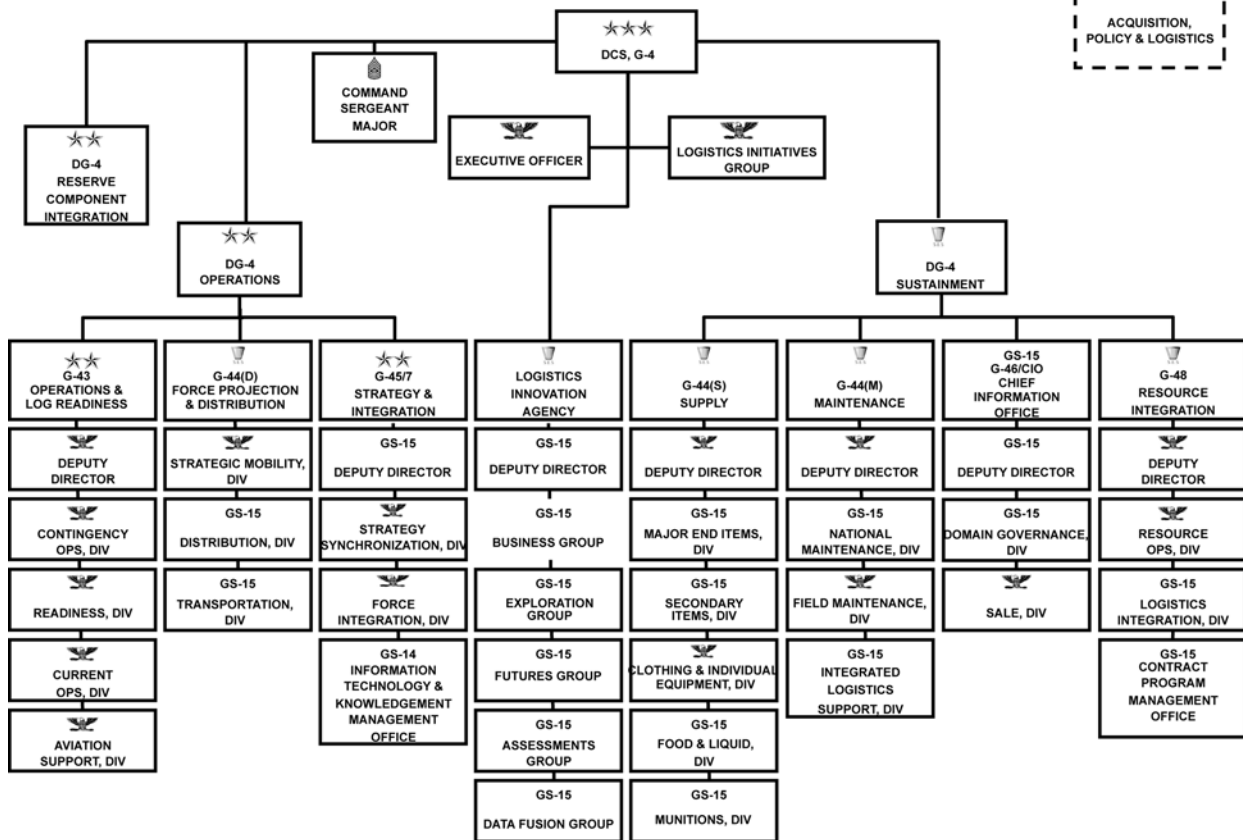 ACQUISITION,
POLICY & LOGISTICS
DCS, G-4
COMMAND
SERGEANT
MAJOR
EXECUTIVE OFFICER
LOGISTICS INITIATIVES
GROUP
DG-4
RESERVE
COMPONENT
INTEGRATION
DG-4
OPERATIONS
DG-4
SUSTAINMENT
G-43
OPERATIONS &
LOG READINESS
DEPUTY
DIRECTOR
CONTINGENCY
OPS, DIV
READINESS, DIV
CURRENT
OPS, DIV
AVIATION
SUPPORT, DIV
G-44(D)
FORCE PROJECTION
& DISTRIBUTION
STRATEGIC MOBILITY,
DIV
GS-15
DISTRIBUTION, DIV
GS-15
TRANSPORTATION,
DIV
G-45/7
STRATEGY &
INTEGRATION
GS-15
DEPUTY DIRECTOR
STRATEGY
SYNCHRONIZATION, DIV
FORCE
INTEGRATION, DIV
GS-14
INFORMATION
TECHNOLOGY &
KNOWLEDGEMENT
MANAGEMENT
OFFICE
LOGISTICS
INNOVATION
AGENCY
GS-15
DEPUTY DIRECTOR
GS-15
BUSINESS GROUP
GS-15
EXPLORATION
GROUP
GS-15
FUTURES GROUP
GS-15
ASSESSMENTS
GROUP
GS-15
DATA FUSION GROUP
G-44(S)
SUPPLY
DEPUTY DIRECTOR
GS-15
MAJOR END ITEMS,
DIV
GS-15
SECONDARY
ITEMS, DIV
CLOTHING & INDIVIDUAL
EQUIPMENT, DIV
GS-15
FOOD & LIQUID,
DIV
GS-15
MUNITIONS, DIV
G-44(M)
MAINTENANCE
DEPUTY DIRECTOR
GS-15
NATIONAL
MAINTENANCE, DIV
FIELD MAINTENANCE,
DIV
GS-15
INTEGRATED
LOGISTICS
SUPPORT, DIV
GS-15
G-46/CIO
CHIEF
INFORMATION
OFFICE
GS-15
DEPUTY DIRECTOR
GS-15
DOMAIN GOVERNANCE,
DIV
SALE, DIV
G-48
RESOURCE
INTEGRATION
DEPUTY
DIRECTOR
RESOURCE
OPS, DIV
GS-15
LOGISTICS
INTEGRATION, DIV
GS-15
CONTRACT
PROGRAM
MANAGEMENT
OFFICE